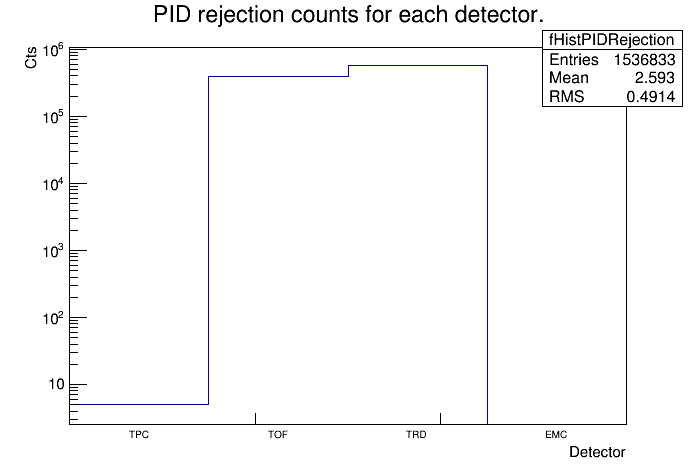 PID rejection counts for each detector.
fHistPIDRejection
Entries 1536833
Mean 2.593
RMS 0.4914
Cts
10^6
10^5
10^4
10^3
10^2
10
TPC TOF TRD EMC
Detector